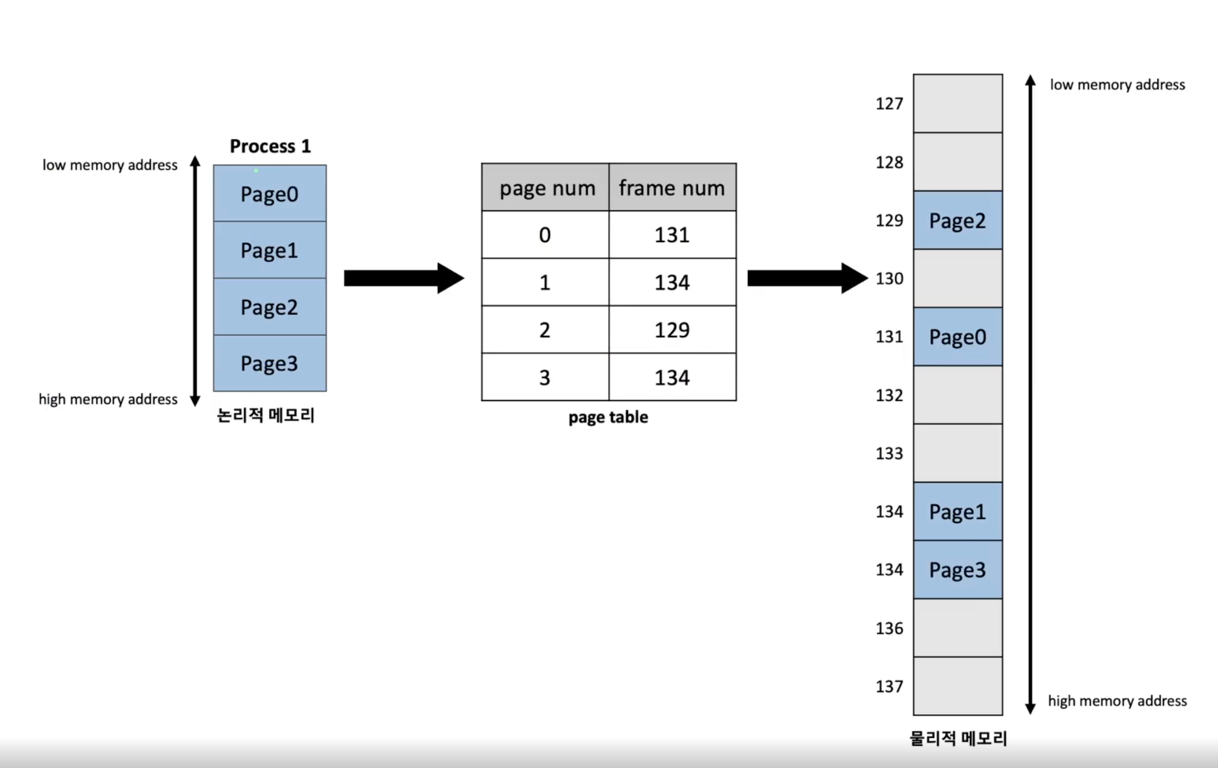 Process 1
low memory address
Page0
Page1
Page2
Page3
high memory address
논리적 메모리
page num frame num
0 131
1 134
2 129
3 134
page table
low memory address
127
128
129 Page2
130
131 Page0
132
133
134 Page1
134 Page3
136
137
high memory address
물리적 메모리